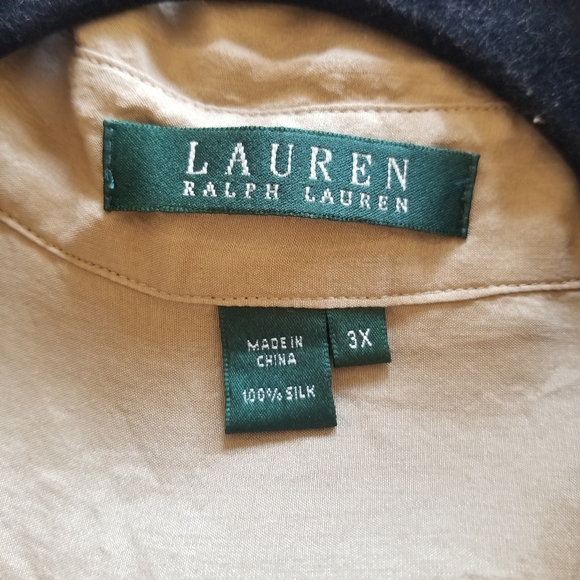 LAUREN
RALPH LAUREN
MADE IN
CHINA
100% SILK
3X